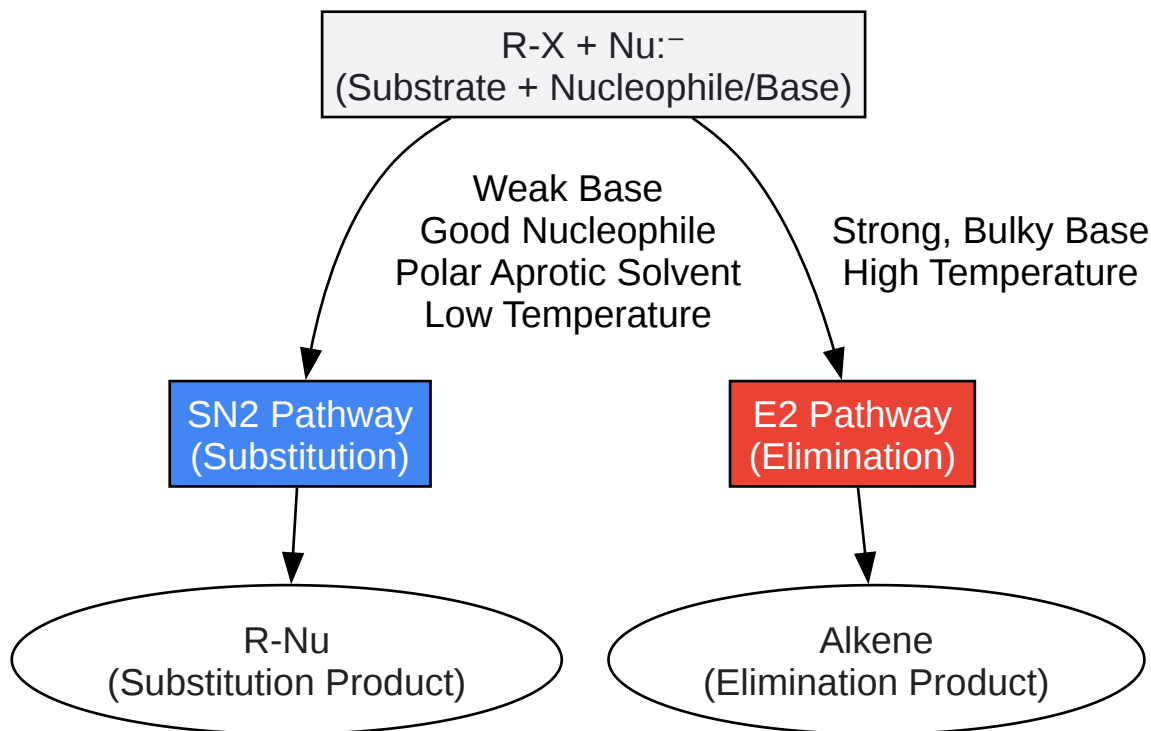 R-X + Nu:⁻
(Substrate + Nucleophile/Base)
Weak Base
Good Nucleophile
Polar Aprotic Solvent
Low Temperature
Strong, Bulky Base
High Temperature
SN2 Pathway
(Substitution)
E2 Pathway
(Elimination)
R-Nu
(Substitution Product)
Alkene
(Elimination Product)